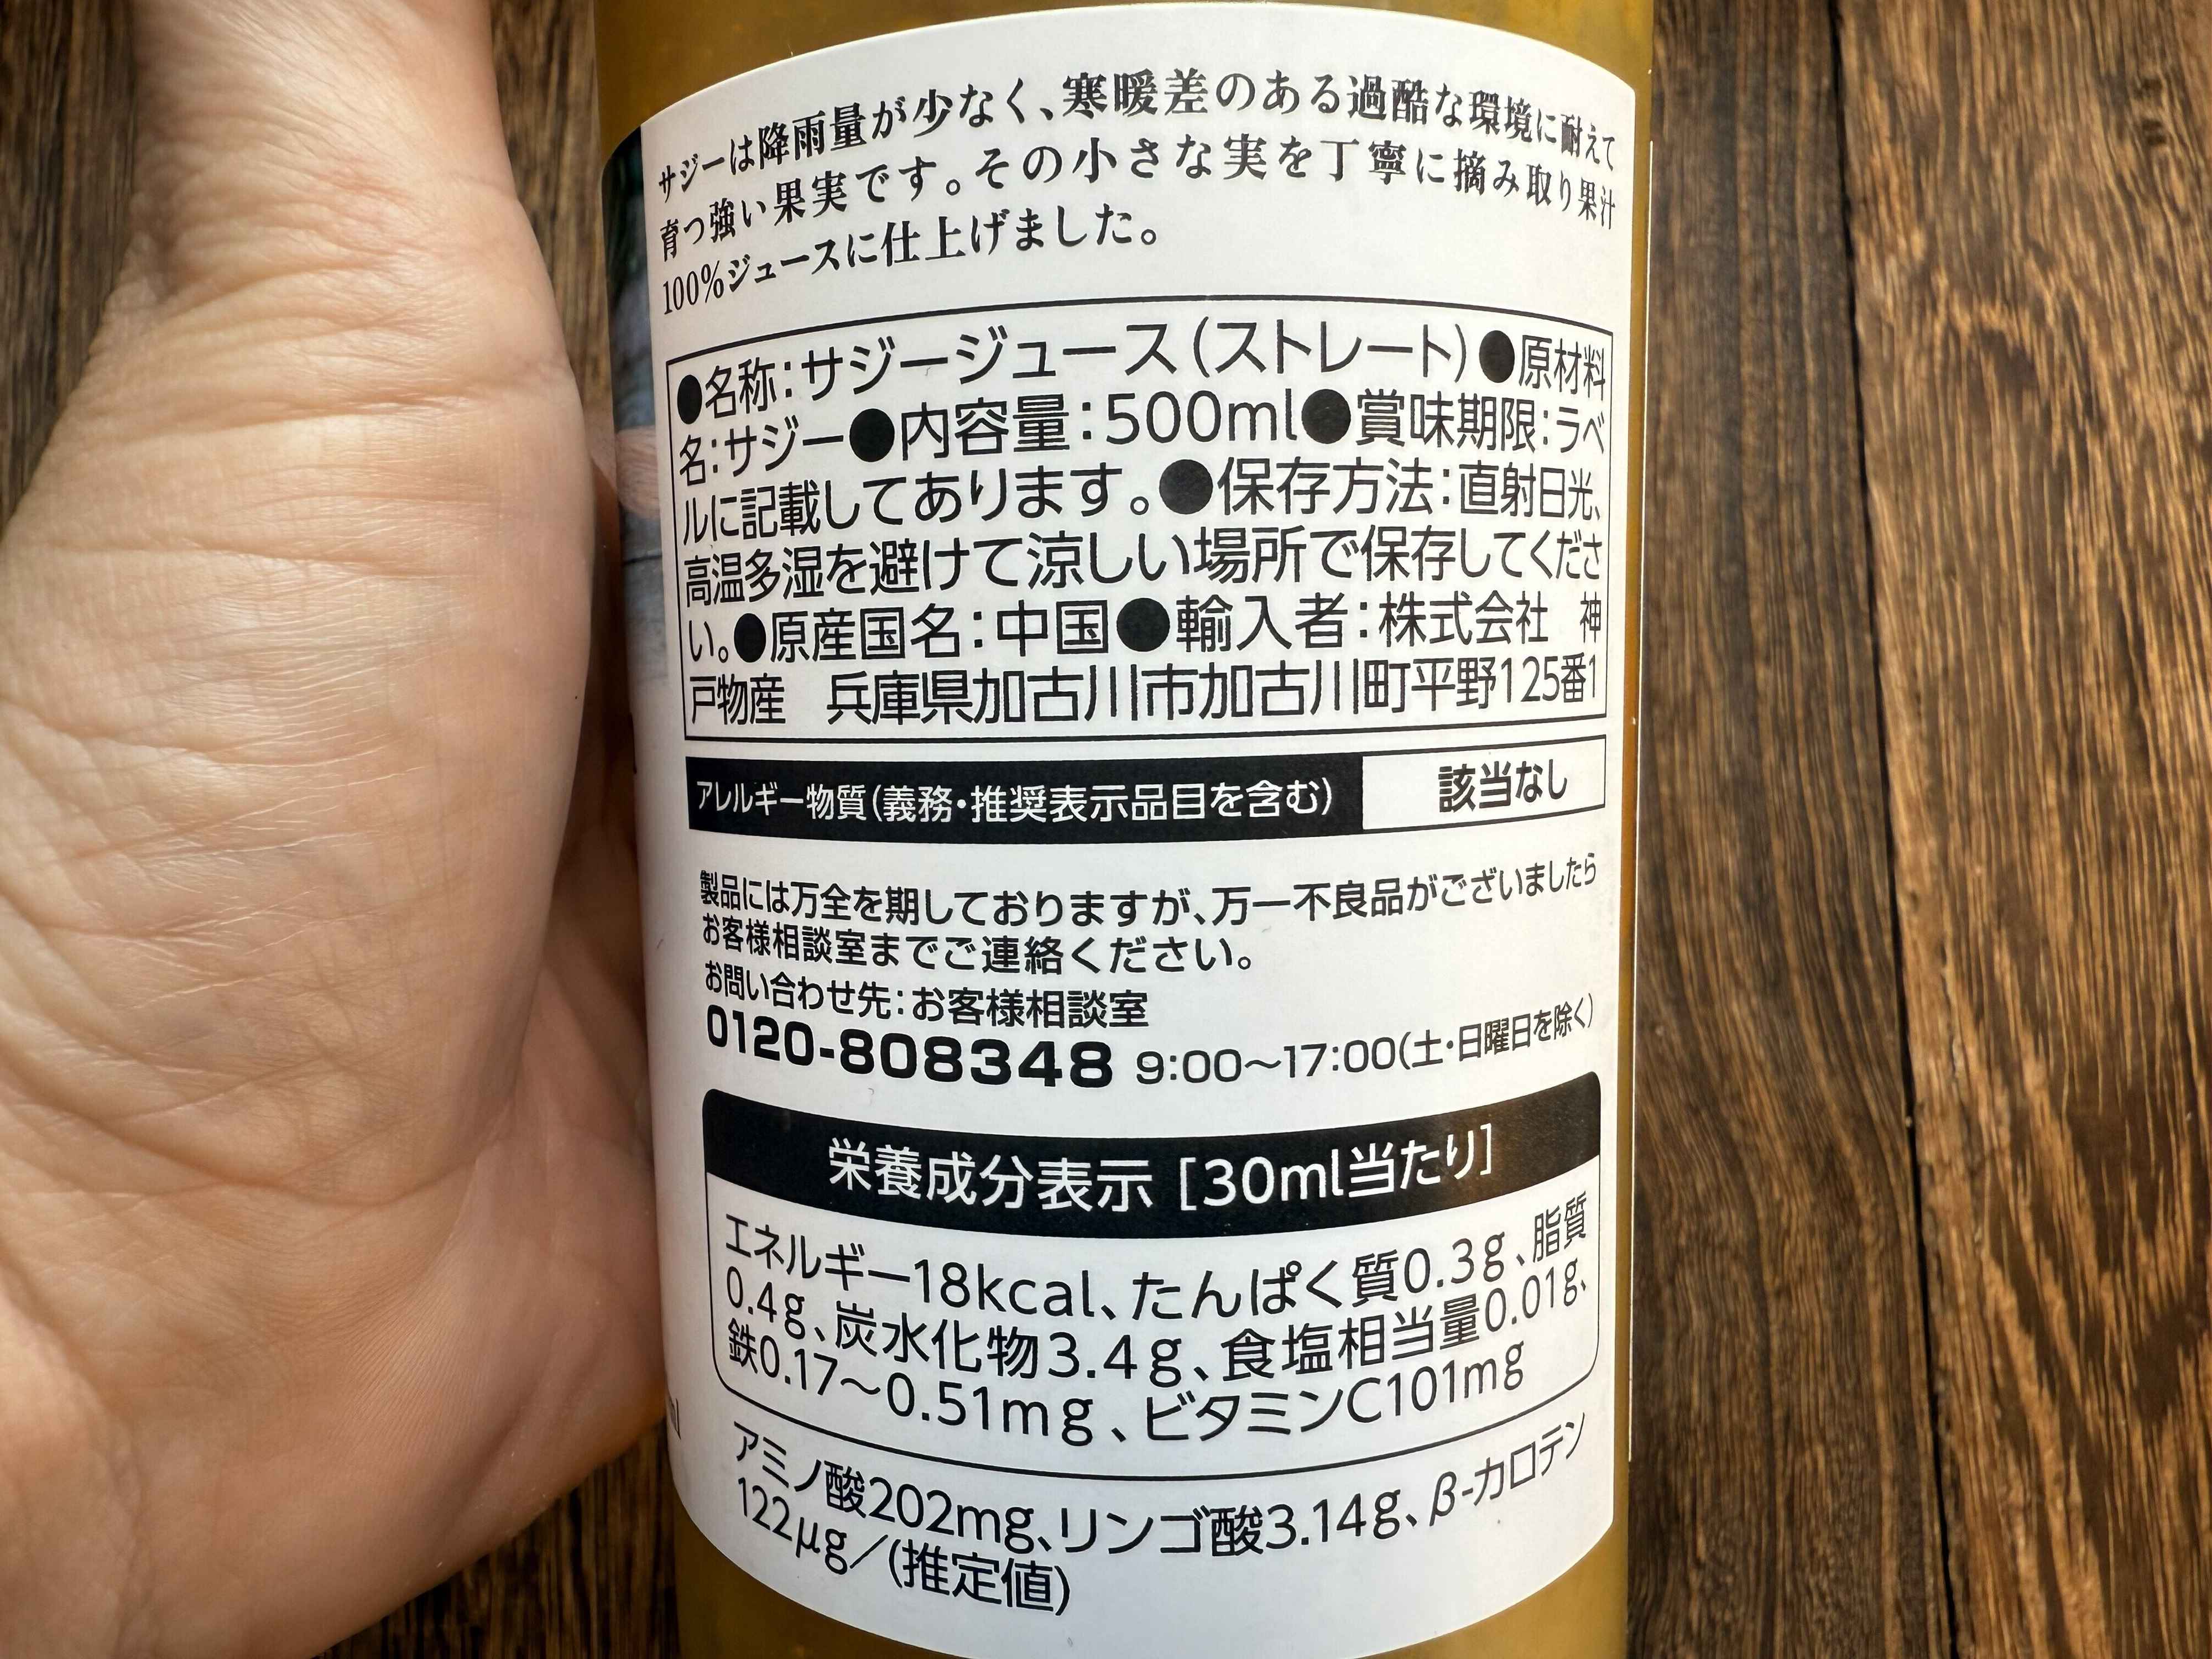 サジーは降雨量が少なく、寒暖差のある過酷な環境に耐えて
育つ強い果実です。その小さな実を丁寧に摘み取り果汁
100%ジュースに仕上げました。
●名称:サジージュース(ストレート)●原材料
名:サジー●内容量:500ml●賞味期限:ラベ
ルに記載してあります。●保存方法:直射日光、
高温多湿を避けて涼しい場所で保存してくださ
い。●原産国名:中国●輸入者:株式会社 神
戸物産 兵庫県加古川市加古川町平野125番1
アレルギー物質(義務・推奨表示品目を含む) 該当なし
製品には万全を期しておりますが、万一不良品がございましたら
お客様相談室までご連絡ください。
お問い合わせ先:お客様相談室
0120-808348 9:00~17:00(土・日曜日を除く)
栄養成分表示[30ml当たり]
エネルギー18kcal、たんぱく質0.3g、脂質
0.4g、炭水化物3.4g、食塩相当量0.01g、
鉄0.17~0.51mg、ビタミンC101mg
アミノ酸202mg、リンゴ酸3.14g、β-カロテン
122μg/(推定値)